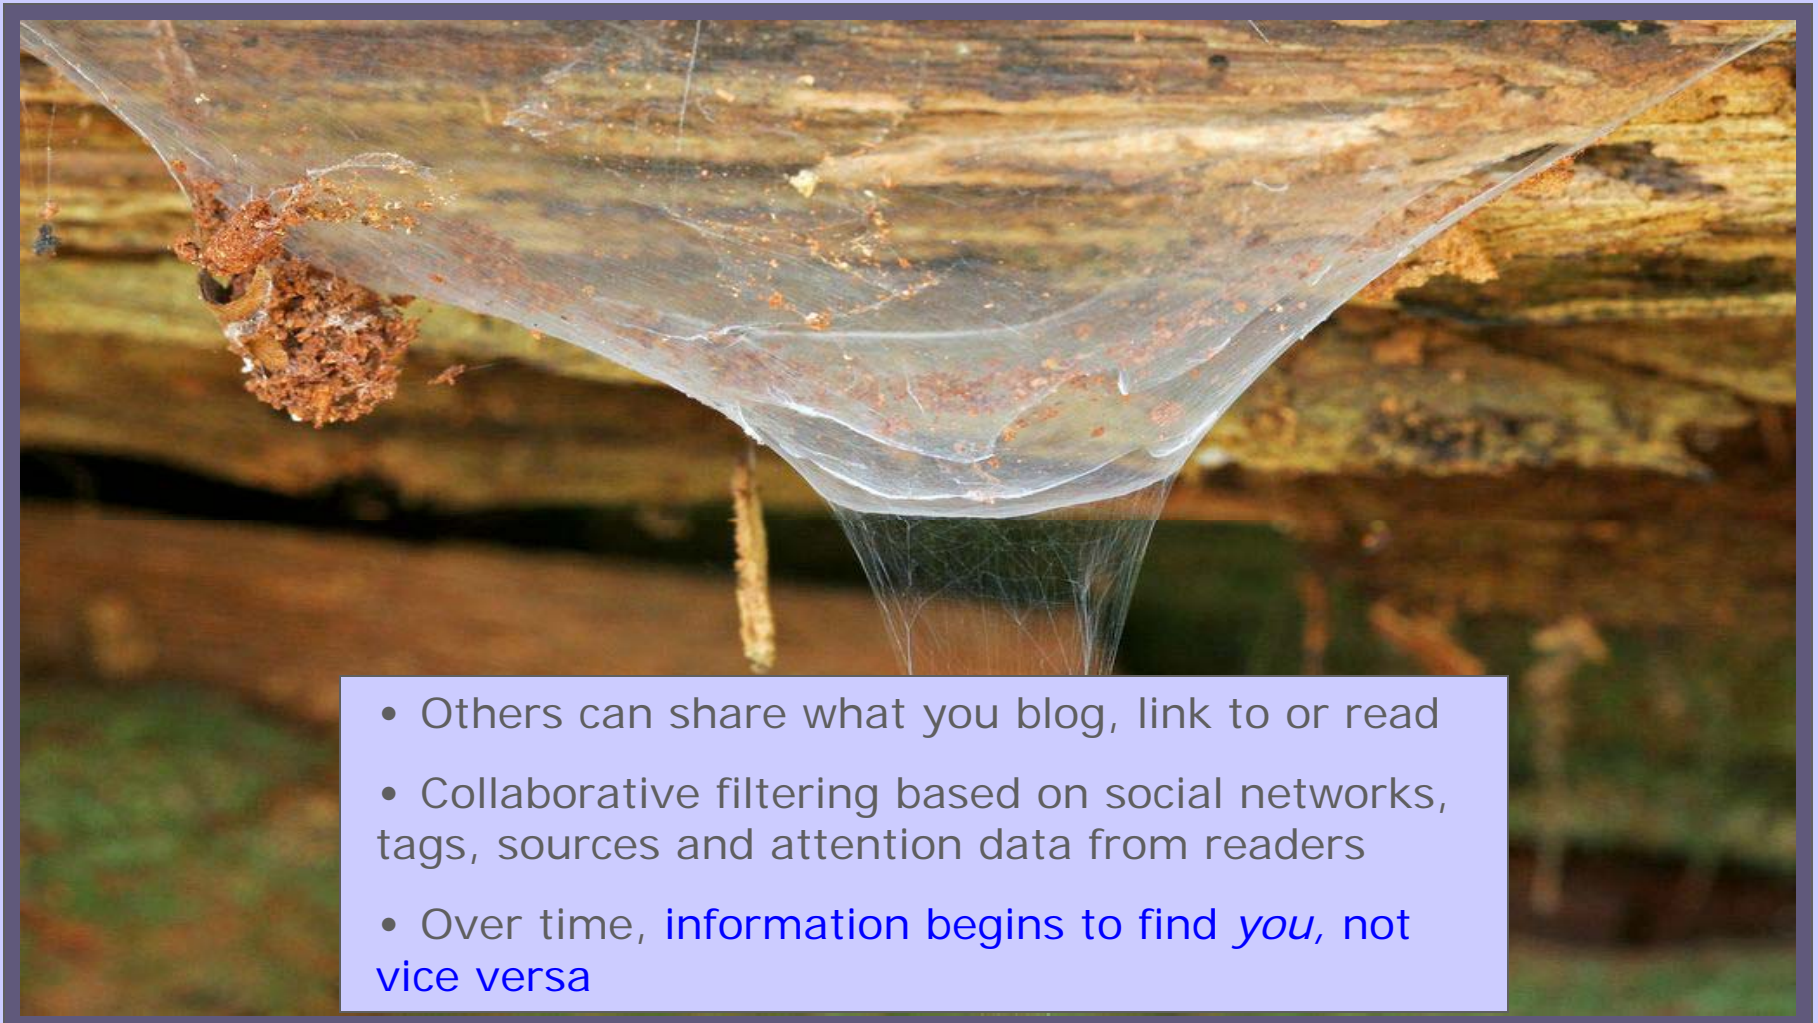 • Others can share what you blog, link to or read
• Collaborative filtering based on social networks,
tags, sources and attention data from readers
• Over time, information begins to find you, not
vice versa